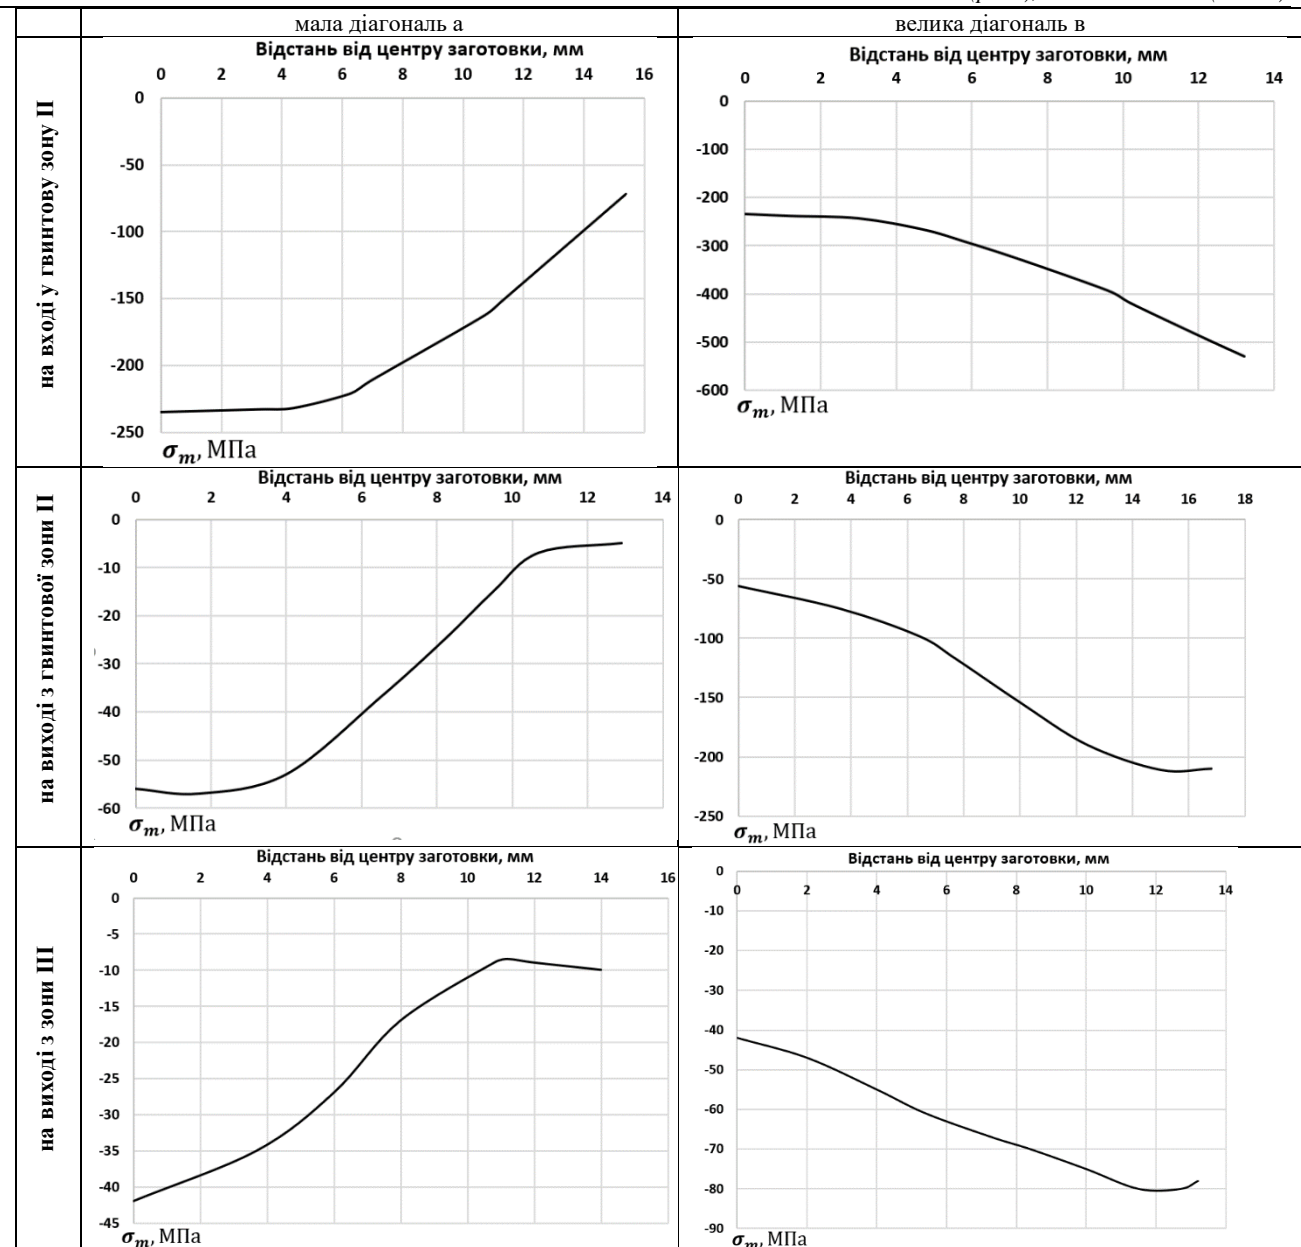 мала діагональ а
велика діагональ в
на вході у гвинтову зону ІІ
Відстань від центру заготовки, мм
0 2 4 6 8 10 12 14 16
0
-50
-100
-150
-200
-250
σm, МПа
Відстань від центру заготовки, мм
0 2 4 6 8 10 12 14
0
-100
-200
-300
-400
-500
-600
σm, МПа
на виході з гвинтової зони ІІ
Відстань від центру заготовки, мм
0 2 4 6 8 10 12 14
0
-10
-20
-30
-40
-50
-60
σm, МПа
Відстань від центру заготовки, мм
0 2 4 6 8 10 12 14 16 18
0
-50
-100
-150
-200
-250
σm, МПа
на виході з зони ІІІ
Відстань від центру заготовки, мм
0 2 4 6 8 10 12 14 16
0
-5
-10
-15
-20
-25
-30
-35
-40
-45
σm, МПа
Відстань від центру заготовки, мм
0 2 4 6 8 10 12 14
0
-10
-20
-30
-40
-50
-60
-70
-80
-90
σm, МПа